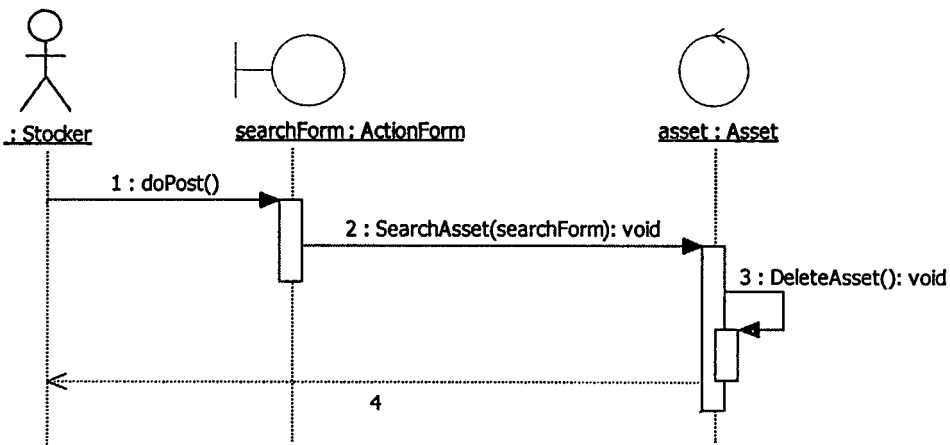 : Stocker
searchForm : ActionForm
asset : Asset
1 : doPost()
2 : SearchAsset(searchForm): void
3 : DeleteAsset(): void
4